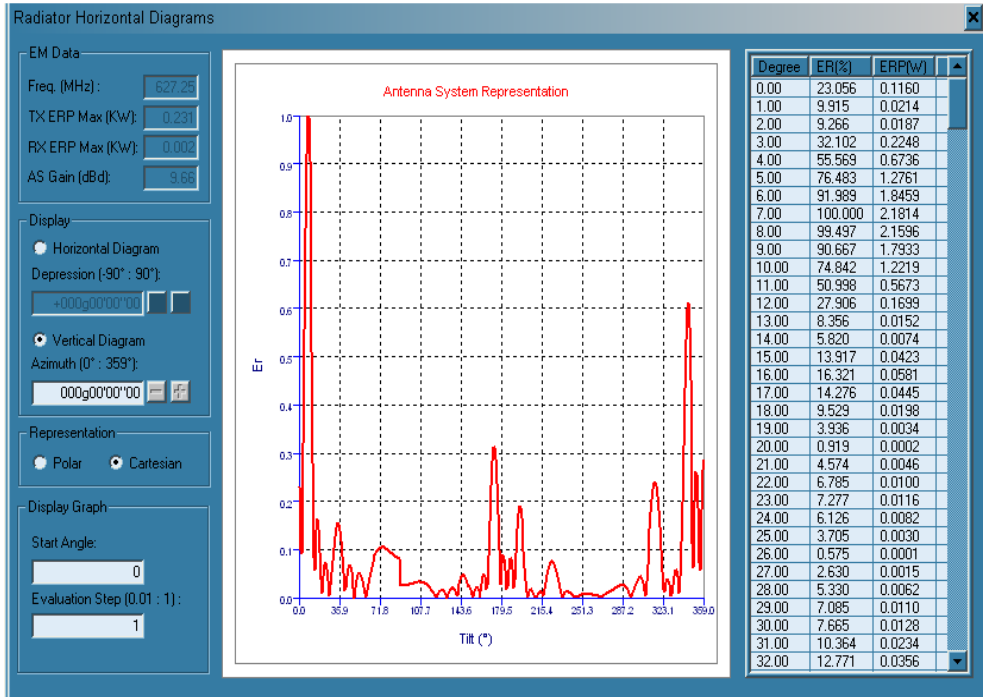 Radiator Horizontal Diagrams
EM Data
Freq. (MHz) : 627.25
TX ERP Max (KW): 0.231
RX ERP Max (KW): 0.002
AS Gain (dBd): 9.66
Display
Horizontal Diagram
Depression (-90° : 90°):
+000g00'00''00
Vertical Diagram
Azimuth (0° : 359°):
000g00'00''00
Representation
Polar Cartesian
Display Graph
Start Angle:
0
Evaluation Step (0.01 : 1) :
1
Antenna System Representation
1.0
0.9
0.8
0.7
0.6
0.5
0.4
0.3
0.2
0.1
0.0
Er
0.0 35.9 71.8 107.7 143.6 179.5 215.4 251.3 287.2 323.1 359.0
Tilt (°)
Degree ER(%) ERP(W)
0.00 23.056 0.1160
1.00 9.915 0.0214
2.00 9.266 0.0187
3.00 32.102 0.2248
4.00 55.569 0.6736
5.00 76.483 1.2761
6.00 91.989 1.8459
7.00 100.000 2.1814
8.00 99.497 2.1596
9.00 90.667 1.7933
10.00 74.842 1.2219
11.00 50.998 0.5673
12.00 27.906 0.1699
13.00 8.356 0.0152
14.00 5.820 0.0074
15.00 13.917 0.0423
16.00 16.321 0.0581
17.00 14.276 0.0445
18.00 9.529 0.0198
19.00 3.936 0.0034
20.00 0.919 0.0002
21.00 4.574 0.0046
22.00 6.785 0.0100
23.00 7.277 0.0116
24.00 6.126 0.0082
25.00 3.705 0.0030
26.00 0.575 0.0001
27.00 2.630 0.0015
28.00 5.330 0.0062
29.00 7.085 0.0110
30.00 7.665 0.0128
31.00 10.364 0.0234
32.00 12.771 0.0356